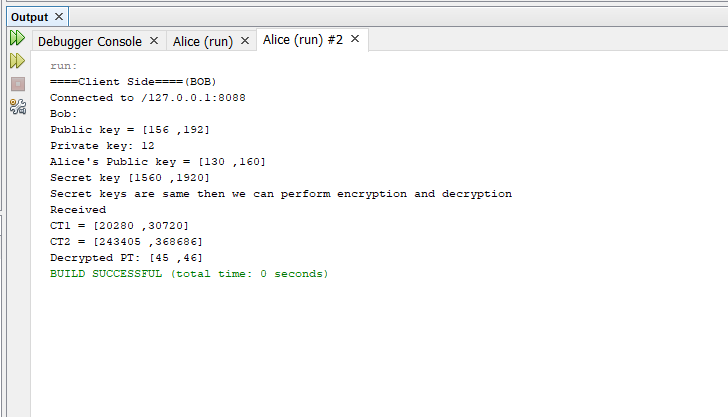 Output
Debugger Console Alice (run) Alice (run) #2
run:
====Client Side====(BOB)
Connected to /127.0.0.1:8088
Bob:
Public key = [156 ,192]
Private key: 12
Alice's Public key = [130 ,160]
Secret key [1560 ,1920]
Secret keys are same then we can perform encryption and decryption
Received
CT1 = [20280 ,30720]
CT2 = [243405 ,368686]
Decrypted PT: [45 ,46]
BUILD SUCCESSFUL (total time: 0 seconds)